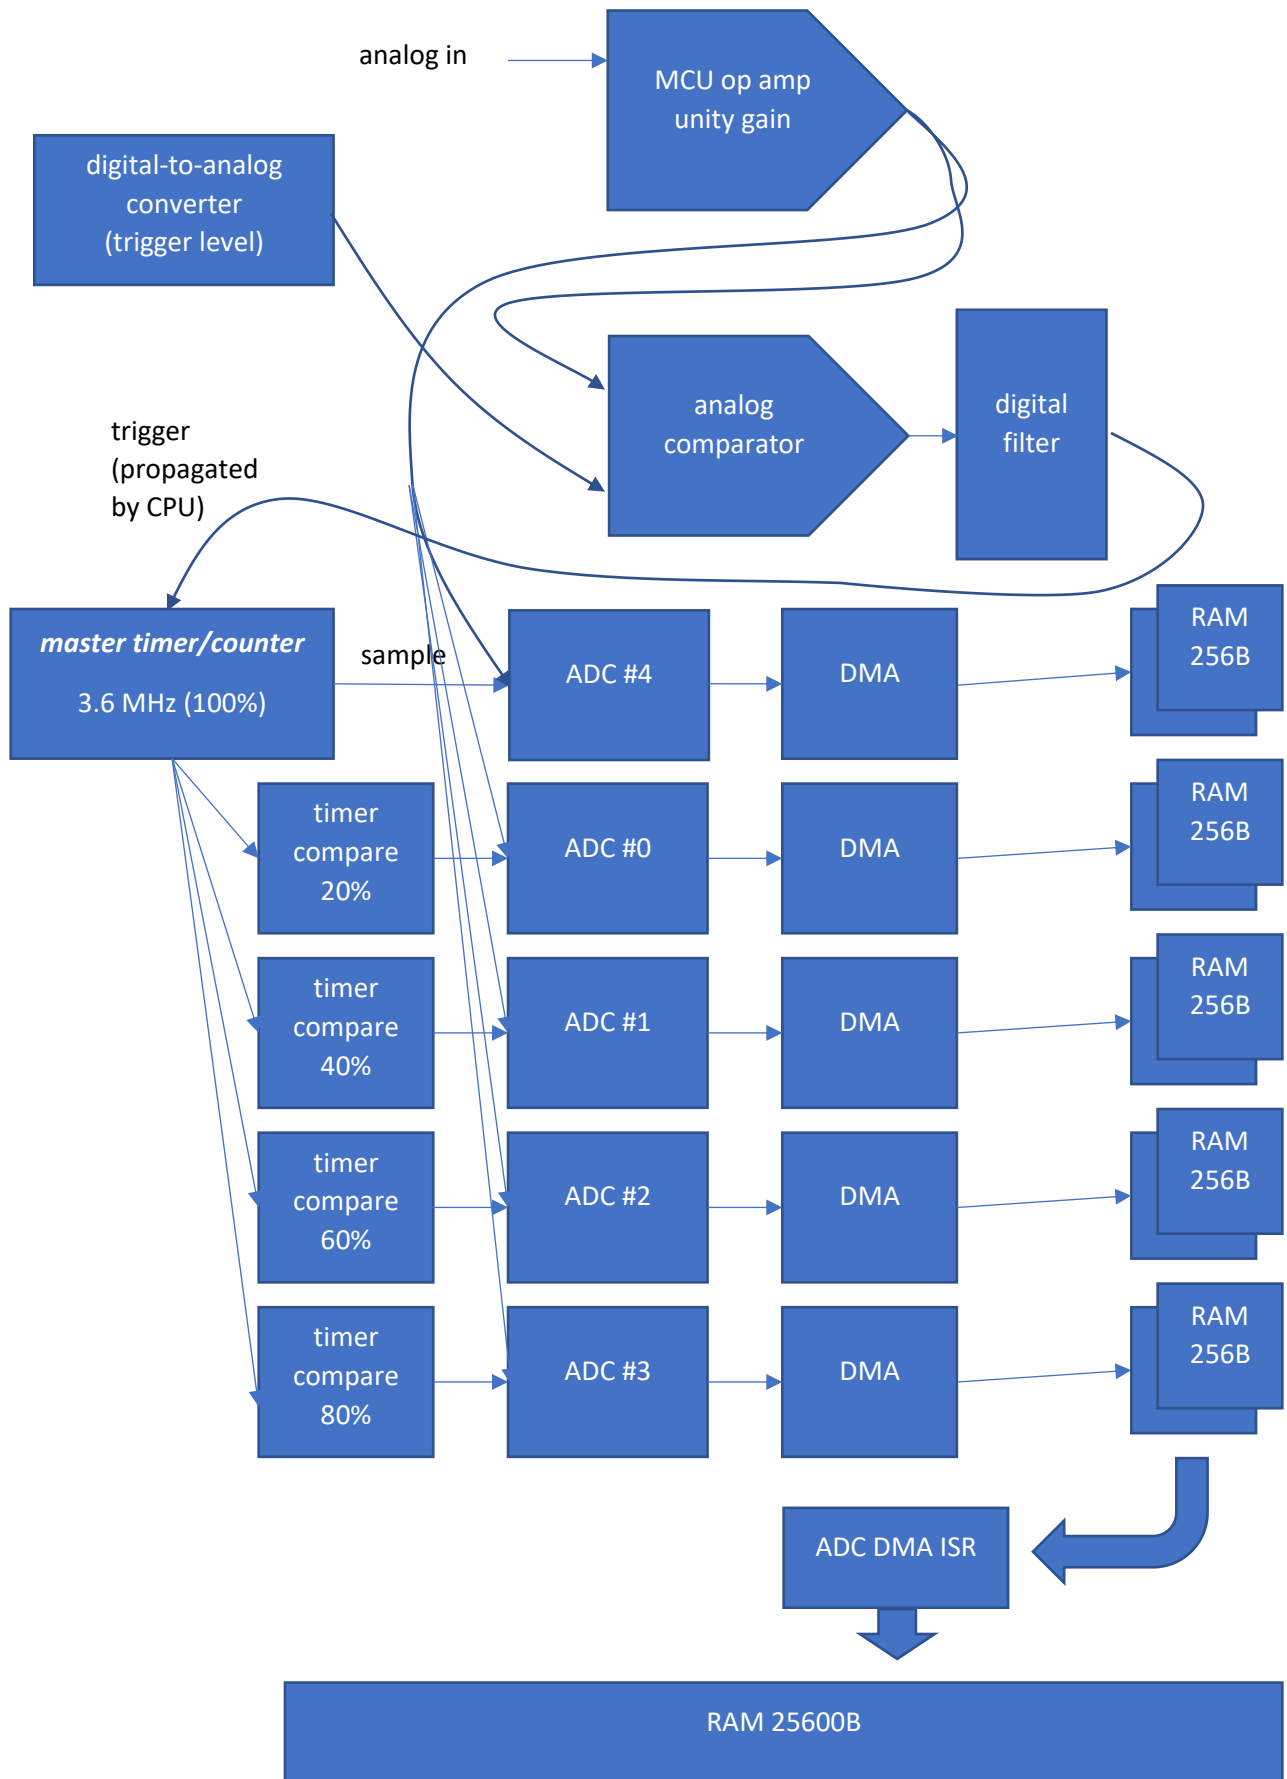 analog in
MCU op amp
unity gain
digital-to-analog
converter
(trigger level)
analog
comparator
digital
filter
trigger
(propagated
by CPU)
master timer/counter
3.6 MHz (100%)
sample
ADC #4
DMA
RAM
256B
timer
compare
20%
ADC #0
DMA
RAM
256B
timer
compare
40%
ADC #1
DMA
RAM
256B
timer
compare
60%
ADC #2
DMA
RAM
256B
timer
compare
80%
ADC #3
DMA
RAM
256B
ADC DMA ISR
RAM 25600B